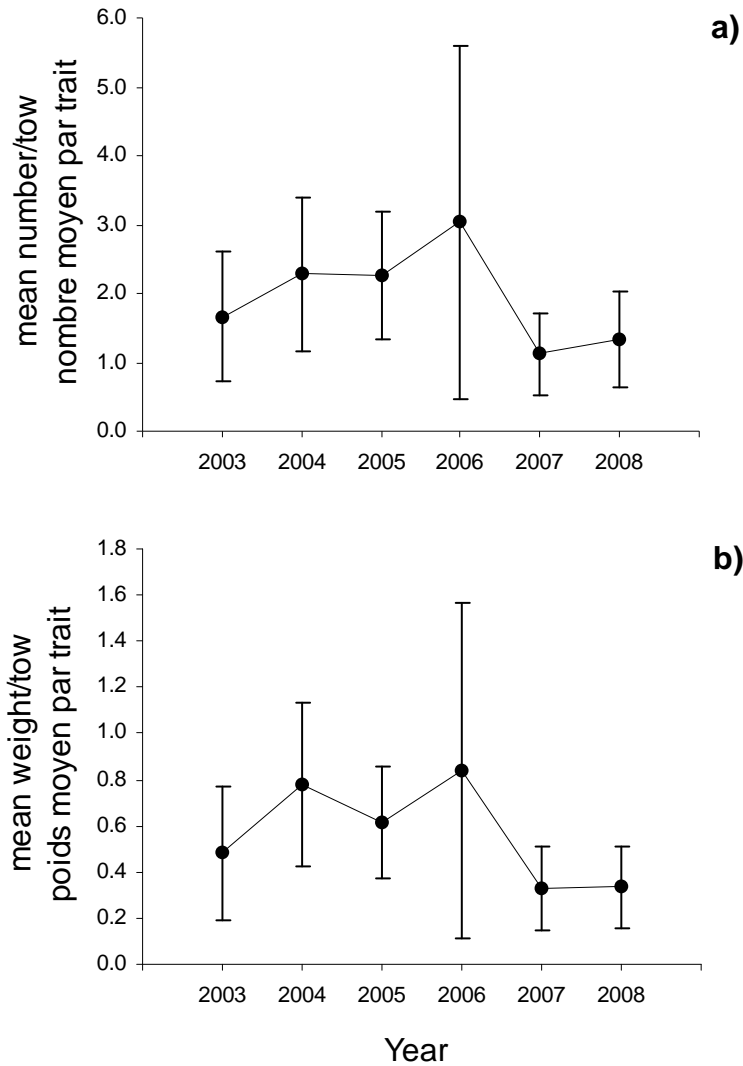 a)
mean number/tow
nombre moyen par trait
6.0
5.0
4.0
3.0
2.0
1.0
0.0
2003 2004 2005 2006 2007 2008
b)
mean weight/tow
poids moyen par trait
1.8
1.6
1.4
1.2
1.0
0.8
0.6
0.4
0.2
0.0
2003 2004 2005 2006 2007 2008
Year